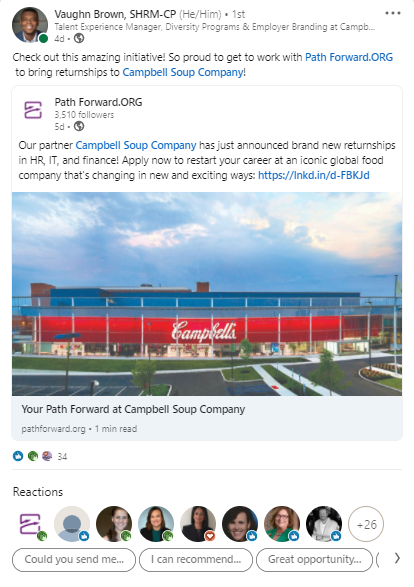 Vaughn Brown, SHRM-CP (He/Him) • 1st
Talent Experience Manager, Diversity Programs & Employer Branding at Campb...
4d •
Check out this amazing initiative! So proud to get to work with Path Forward.ORG
to bring returnships to Campbell Soup Company!
Path Forward.ORG
3,510 followers
5d •
Our partner Campbell Soup Company has just announced brand new returnships
in HR, IT, and finance! Apply now to restart your career at an iconic global food
company that's changing in new and exciting ways: https://lnkd.in/d-FBKJd
Campbell's
Your Path Forward at Campbell Soup Company
pathforward.org • 1 min read
34
Reactions
+26
Could you send me...
I can recommend...
Great opportunity...